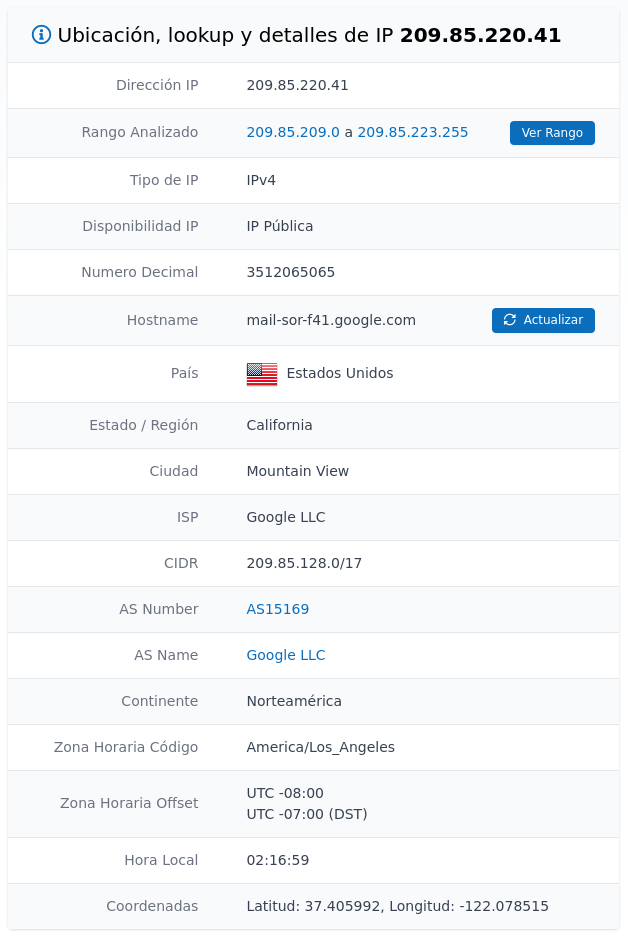 Ubicación, lookup y detalles de IP 209.85.220.41
Dirección IP 209.85.220.41
Rango Analizado 209.85.209.0 a 209.85.223.255 Ver Rango
Tipo de IP IPv4
Disponibilidad IP IP Pública
Numero Decimal 3512065065
Hostname mail-sor-f41.google.com Actualizar
País Estados Unidos
Estado / Región California
Ciudad Mountain View
ISP Google LLC
CIDR 209.85.128.0/17
AS Number AS15169
AS Name Google LLC
Continente Norteamérica
Zona Horaria Código America/Los_Angeles
Zona Horaria Offset UTC -08:00
UTC -07:00 (DST)
Hora Local 02:16:59
Coordenadas Latitud: 37.405992, Longitud: -122.078515